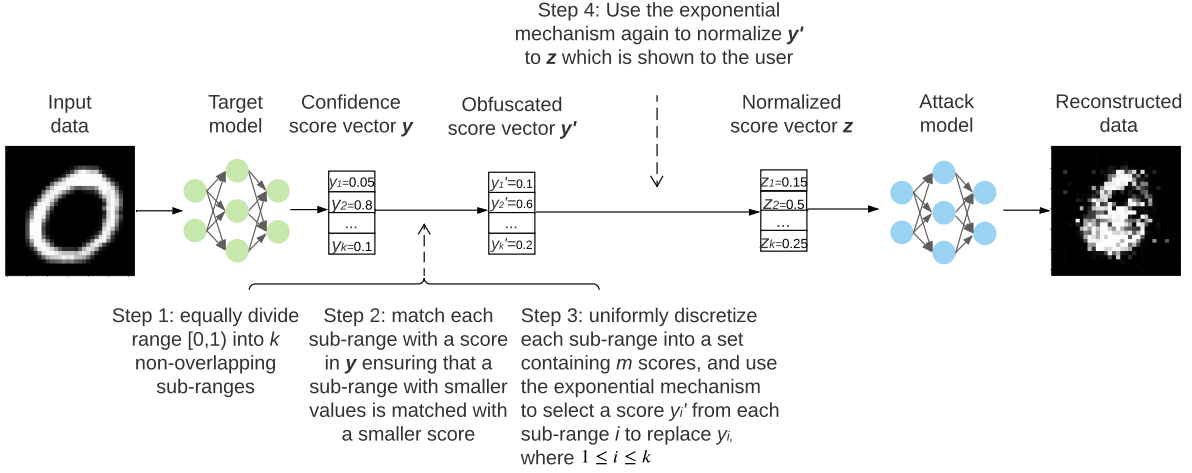 Step 4: Use the exponential
mechanism again to normalize y'
to z which is shown to the user
Input
data
Target
model
Confidence
score vector y
Obfuscated
score vector y'
Normalized
score vector z
Attack
model
Reconstructed
data
y1=0.05
y2=0.8
...
yk=0.1
y1'=0.1
y2'=0.6
...
yk'=0.2
z1=0.15
z2=0.5
...
zk=0.25
Step 1: equally divide
range [0,1) into k
non-overlapping
sub-ranges
Step 2: match each
sub-range with a score
in y ensuring that a
sub-range with smaller
values is matched with
a smaller score
Step 3: uniformly discretize
each sub-range into a set
containing m scores, and use
the exponential mechanism
to select a score yi' from each
sub-range i to replace yi,
where 1 ≤ i ≤ k